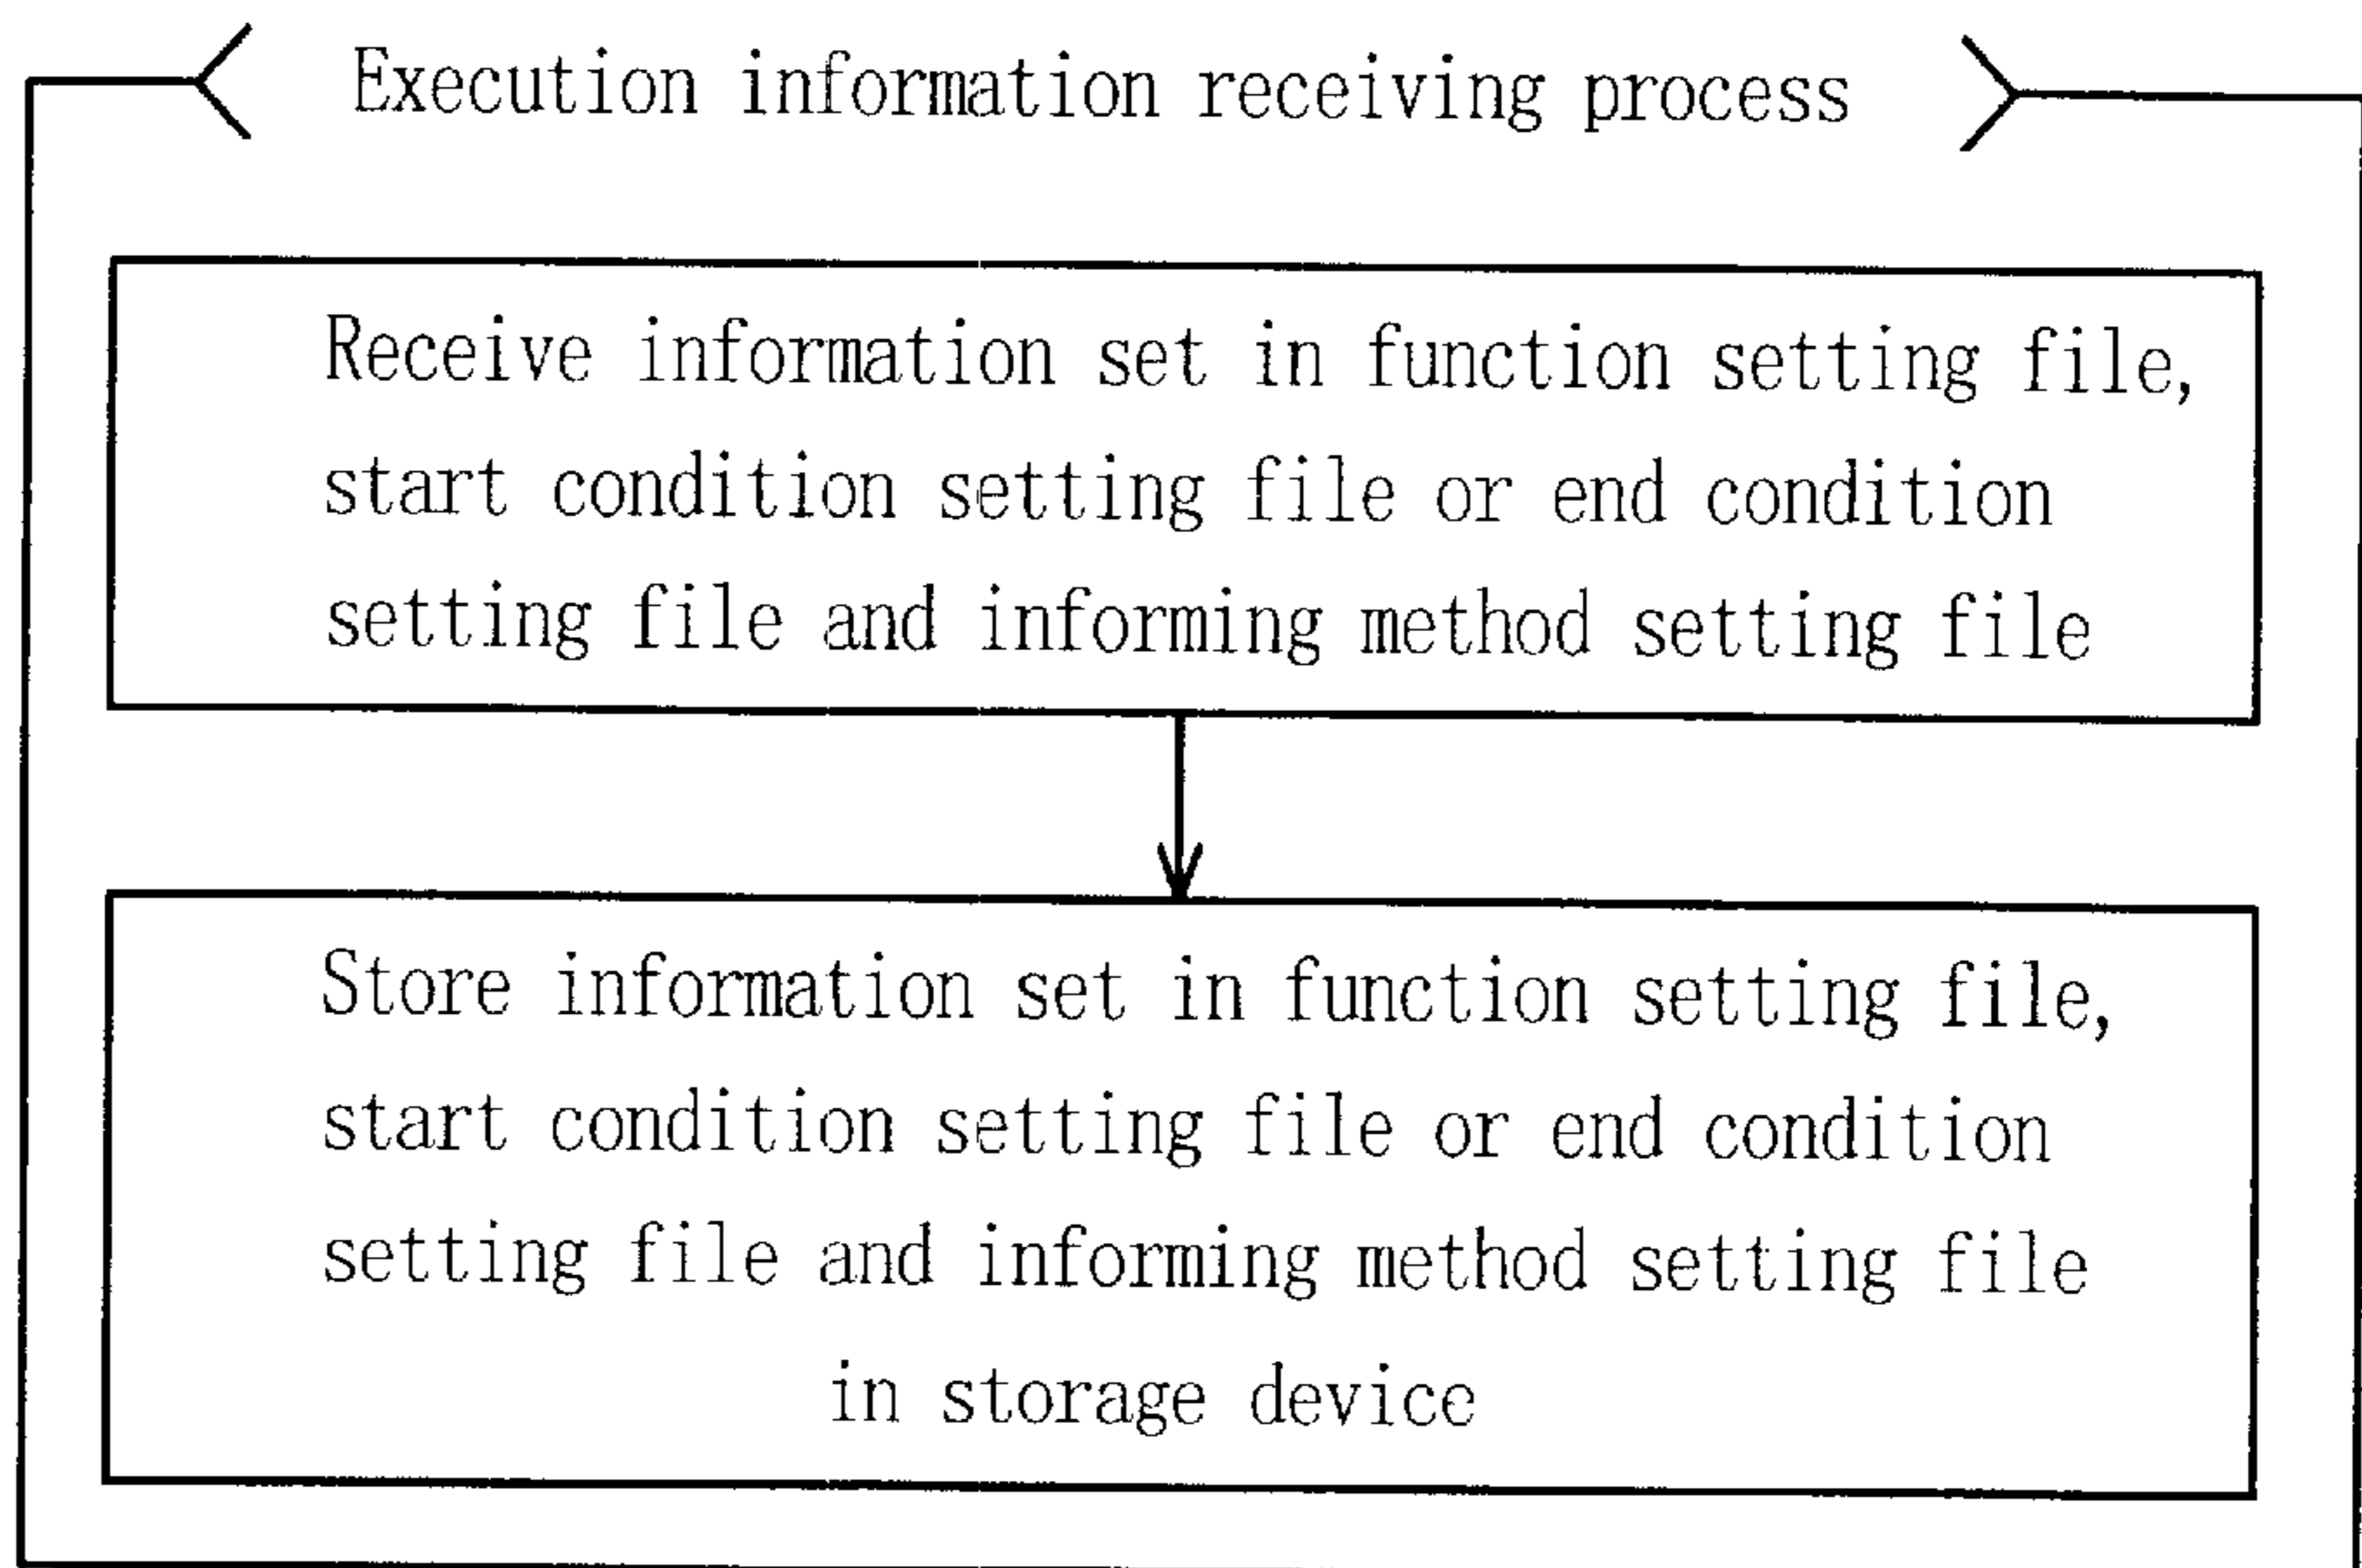 Execution information receiving process
Receive information set in function setting file,
start condition setting file or end condition
setting file and informing method setting file
Store information set in function setting file,
start condition setting file or end condition
setting file and informing method setting file
in storage device